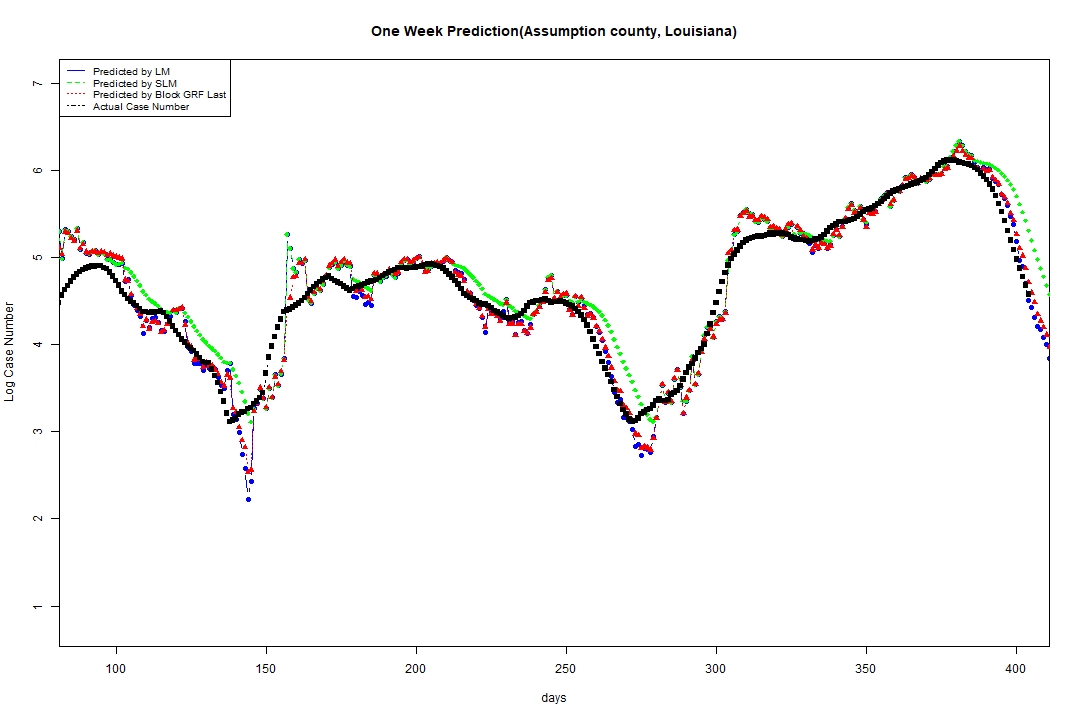 One Week Prediction(Assumption county, Louisiana)
Predicted by LM
Predicted by SLM
Predicted by Block GRF Last
Actual Case Number
Log Case Number
7
6
5
4
3
2
1
100 150 200 250 300 350 400
days